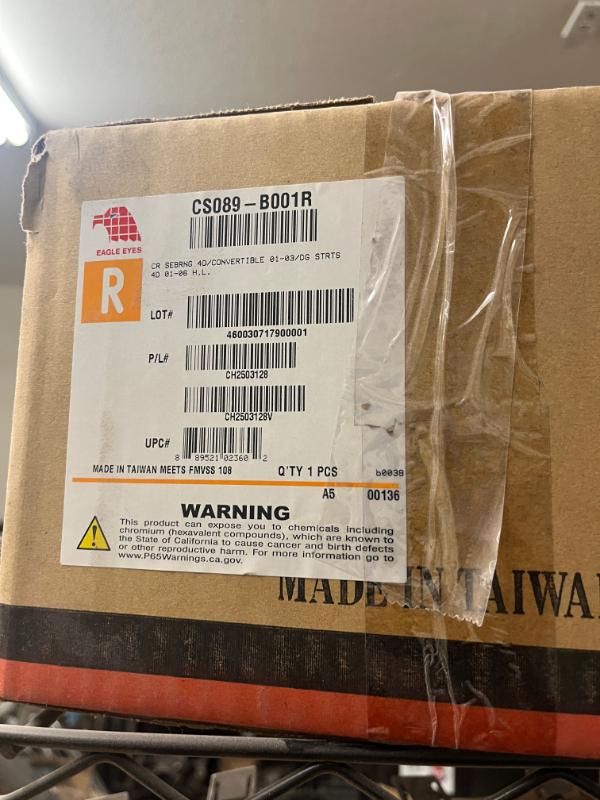 CS089-B001R
EAGLE EYES
R
CR SEBRNG 4D/CONVERTIBLE 01-03/DG STRTS
4D 01-06 H.L.
LOT#
460030717900001
P/L#
CH2503128
CH2503128V
UPC#
8 89521 02360 2
MADE IN TAIWAN MEETS FMVSS 108 Q'TY 1 PCS b0038
A5 00136
WARNING
This product can expose you to chemicals including
chromium (hexavalent compounds), which are known to
the State of California to cause cancer and birth defects
or other reproductive harm. For more information go to
www.P65Warnings.ca.gov.
MADE IN TAIWA